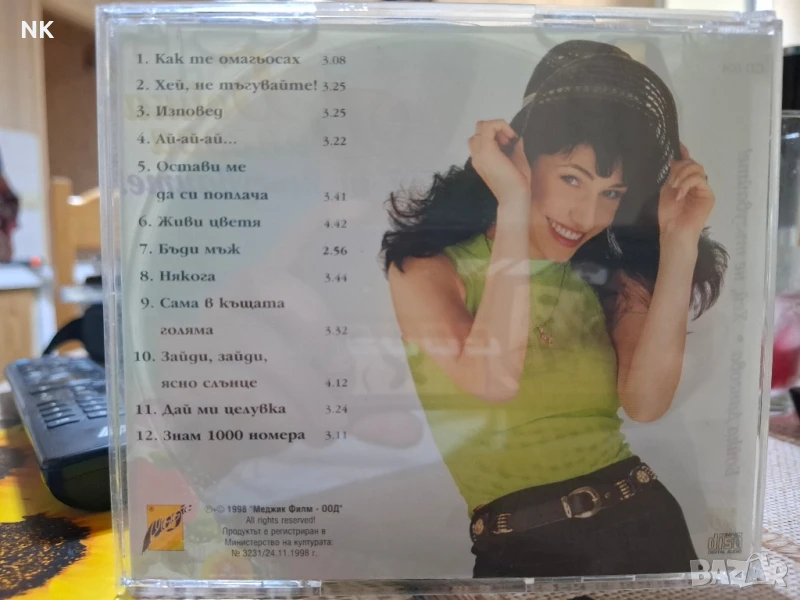 NK
1. Как те омагьосах 3.08
2. Хей, не тъгувайте! 3.25
3. Изповед 3.25
4. Ай-ай-ай... 3.22
5. Остави ме
да си поплача 3.41
6. Живи цветя 4.42
7. Бъди мъж 2.56
8. Някога 3.44
9. Сама в къщата
голяма 3.32
10. Зайди, зайди,
ясно слънце 4.12
11. Дай ми целувка 3.24
12. Знам 1000 номера 3.11
℗ © 1998 "Меджик Филм - ООД"
All rights reserved!
Продуктът е регистриран в
Министерство на културата:
№ 3231/24.11.1998 г.
disc
BAZAR